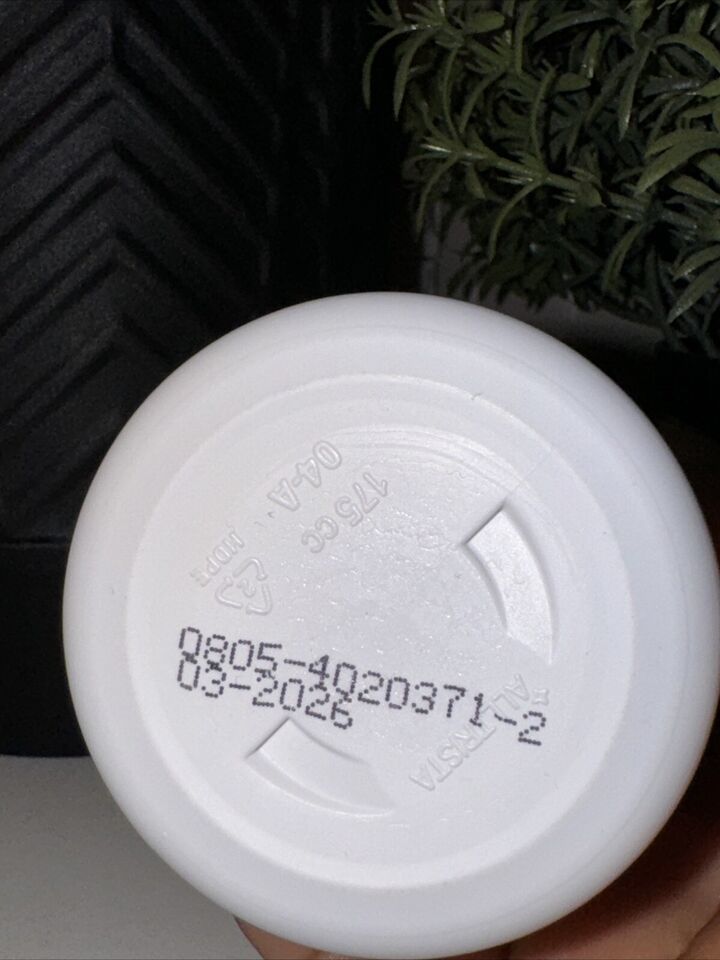 04-A
175 cc
HDPE
0805-4020371-2
03-2026
ALLTRISTA